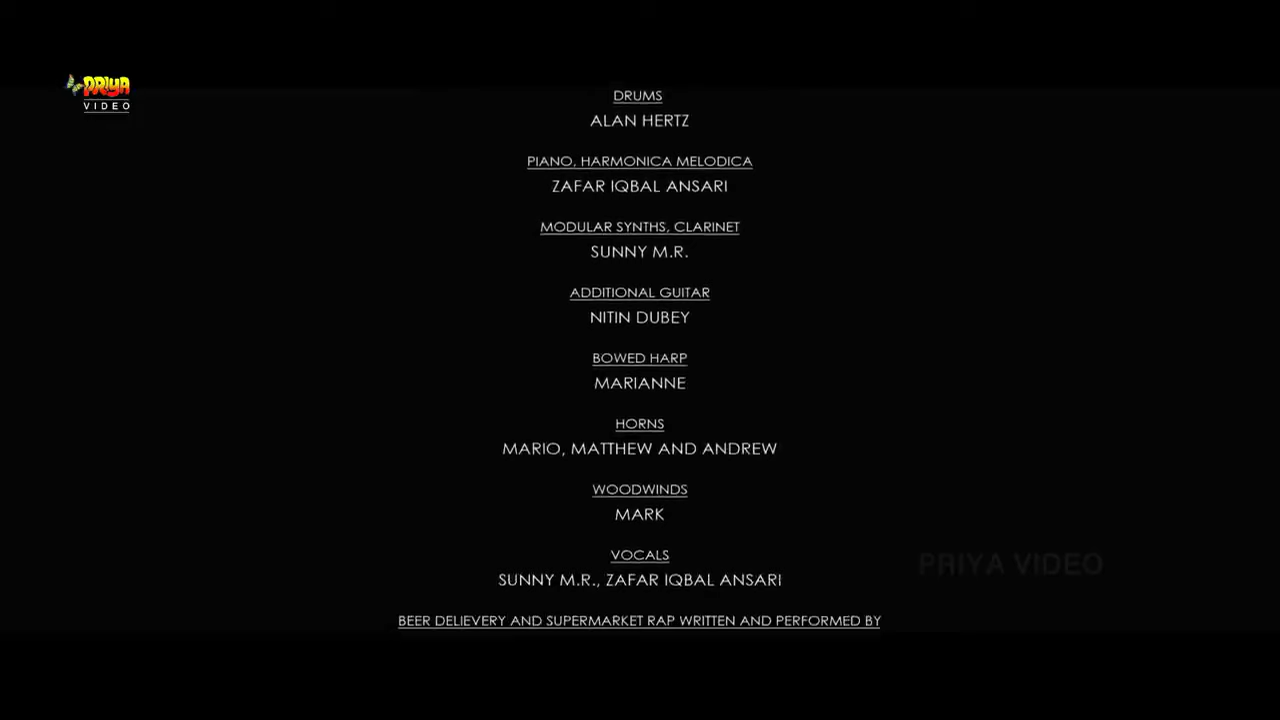 PRIYA
VIDEO
DRUMS
ALAN HERTZ
PIANO, HARMONICA MELODICA
ZAFAR IQBAL ANSARI
MODULAR SYNTHS, CLARINET
SUNNY M.R.
ADDITIONAL GUITAR
NITIN DUBEY
BOWED HARP
MARIANNE
HORNS
MARIO, MATTHEW AND ANDREW
WOODWINDS
MARK
VOCALS
PRIYA VIDEO
SUNNY M.R., ZAFAR IQBAL ANSARI
BEER DELIEVERY AND SUPERMARKET RAP WRITTEN AND PERFORMED BY